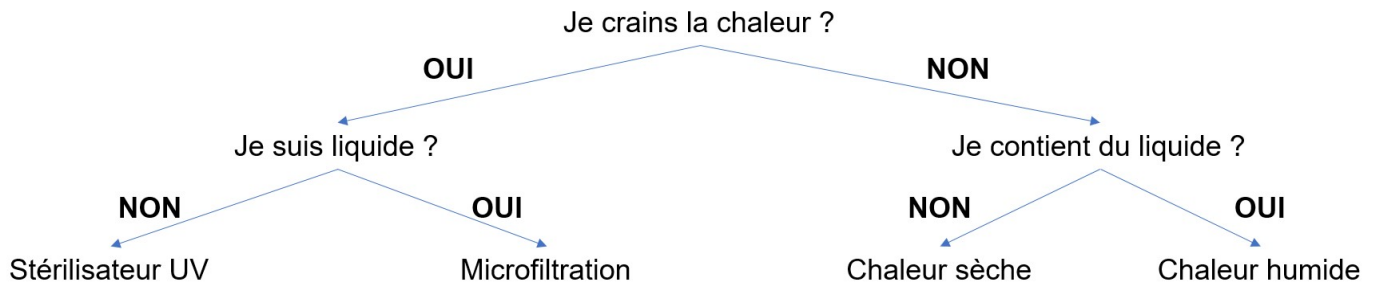 Je crains la chaleur ?
OUI NON
Je suis liquide ? Je contient du liquide ?
NON OUI NON OUI
Stérilisateur UV Microfiltration Chaleur sèche Chaleur humide